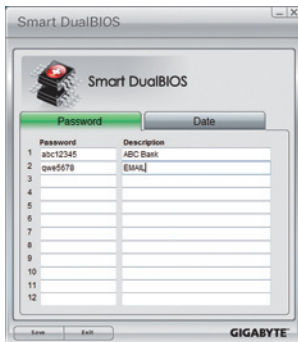 Smart DualBIOS
Smart DualBIOS
Password Date
Password Description
1 abc12345 ABC Bank
2 qwe5678 EMAIL
3
4
5
6
7
8
9
10
11
12
Save Exit GIGABYTE